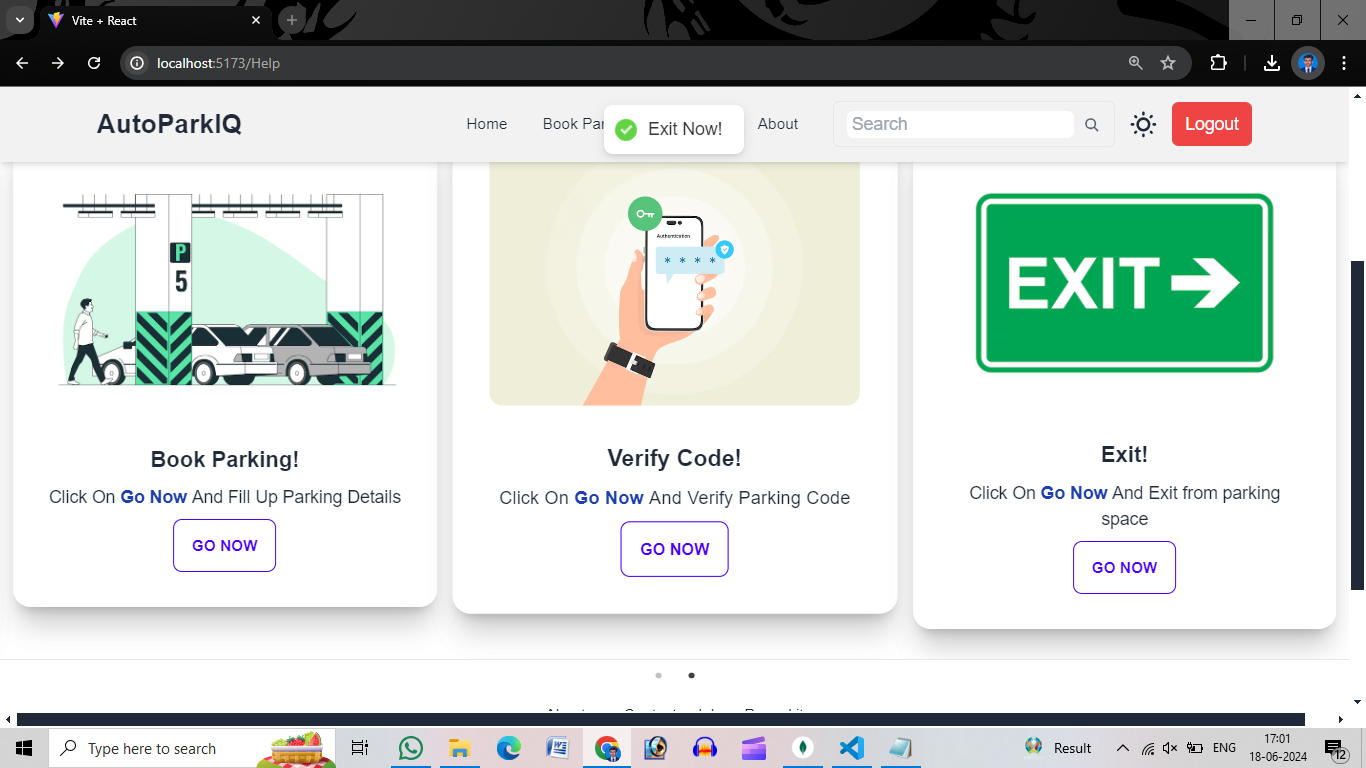 Vite + React
localhost:5173/Help
AutoParkIQ
Home
Book Par
Exit Now!
About
Search
Logout
P
5
Authentication
* * * *
EXIT
Book Parking!
Click On Go Now And Fill Up Parking Details
GO NOW
Verify Code!
Click On Go Now And Verify Parking Code
GO NOW
Exit!
Click On Go Now And Exit from parking
space
GO NOW
Type here to search
Result
ENG
17:01
18-06-2024
12